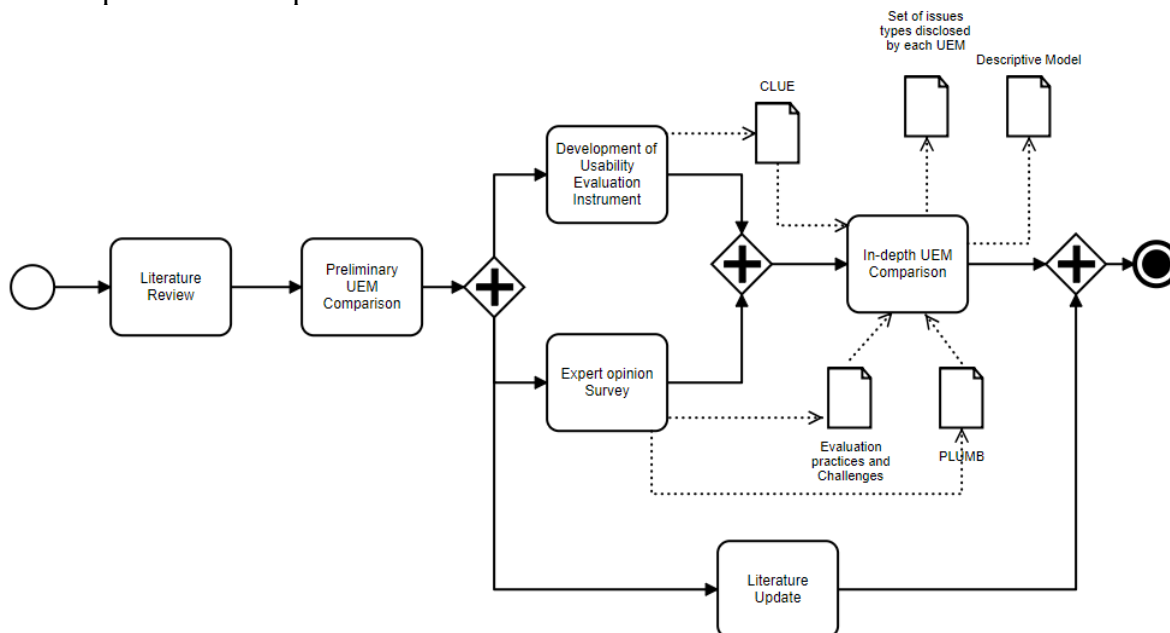 Set of issues
types disclosed
by each UEM
Descriptive Model
CLUE
Development of
Usability
Evaluation
Instrument
Literature
Review
Preliminary
UEM
Comparison
In-depth UEM
Comparison
Expert opinion
Survey
Evaluation
practices and
Challenges
PLUMB
Literature
Update